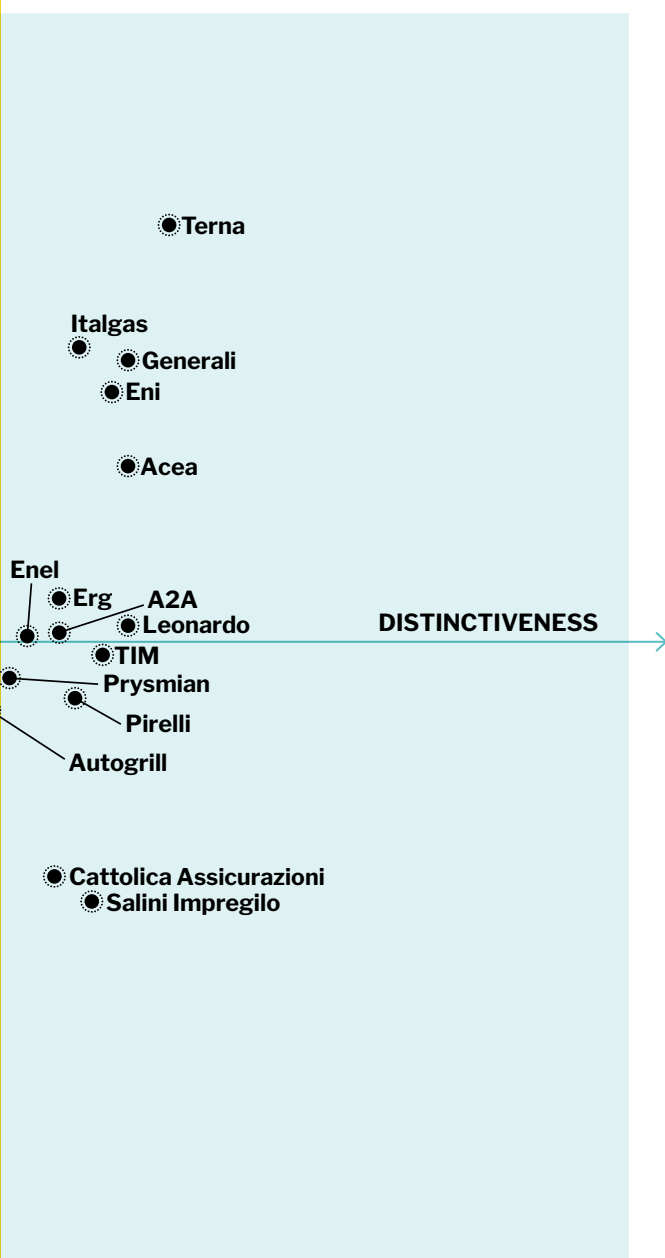 Terna
Italgas
Generali
Eni
Acea
Enel
Erg
A2A
Leonardo
DISTINCTIVENESS
TIM
Prysmian
Pirelli
Autogrill
Cattolica Assicurazioni
Salini Impregilo